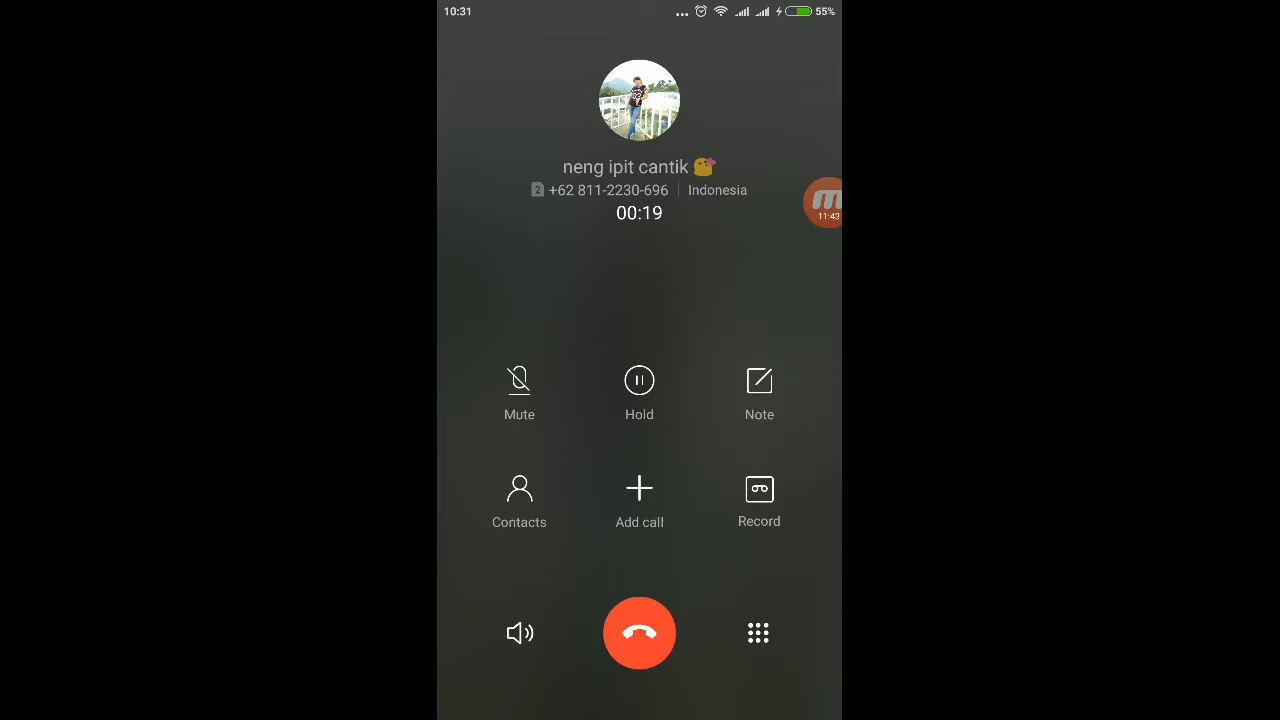 10:31
55%
neng ipit cantik
2 +62 811-2230-696 Indonesia
00:19
11:43
Mute
Hold
Note
Contacts
Add call
Record